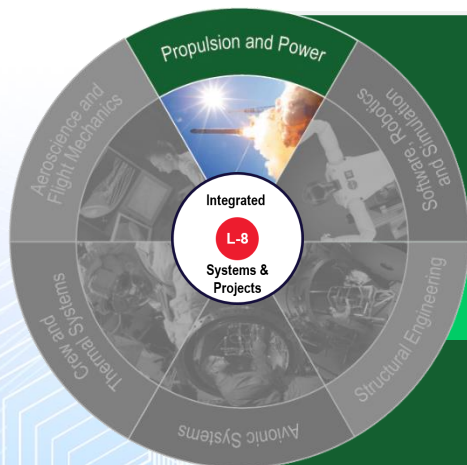 Propulsion and Power
Software, Robotics
and Simulation
Structural Engineering
Avionic Systems
Crew and
Thermal Systems
Aeroscience and
Flight Mechanics
Integrated
L-8
Systems &
Projects